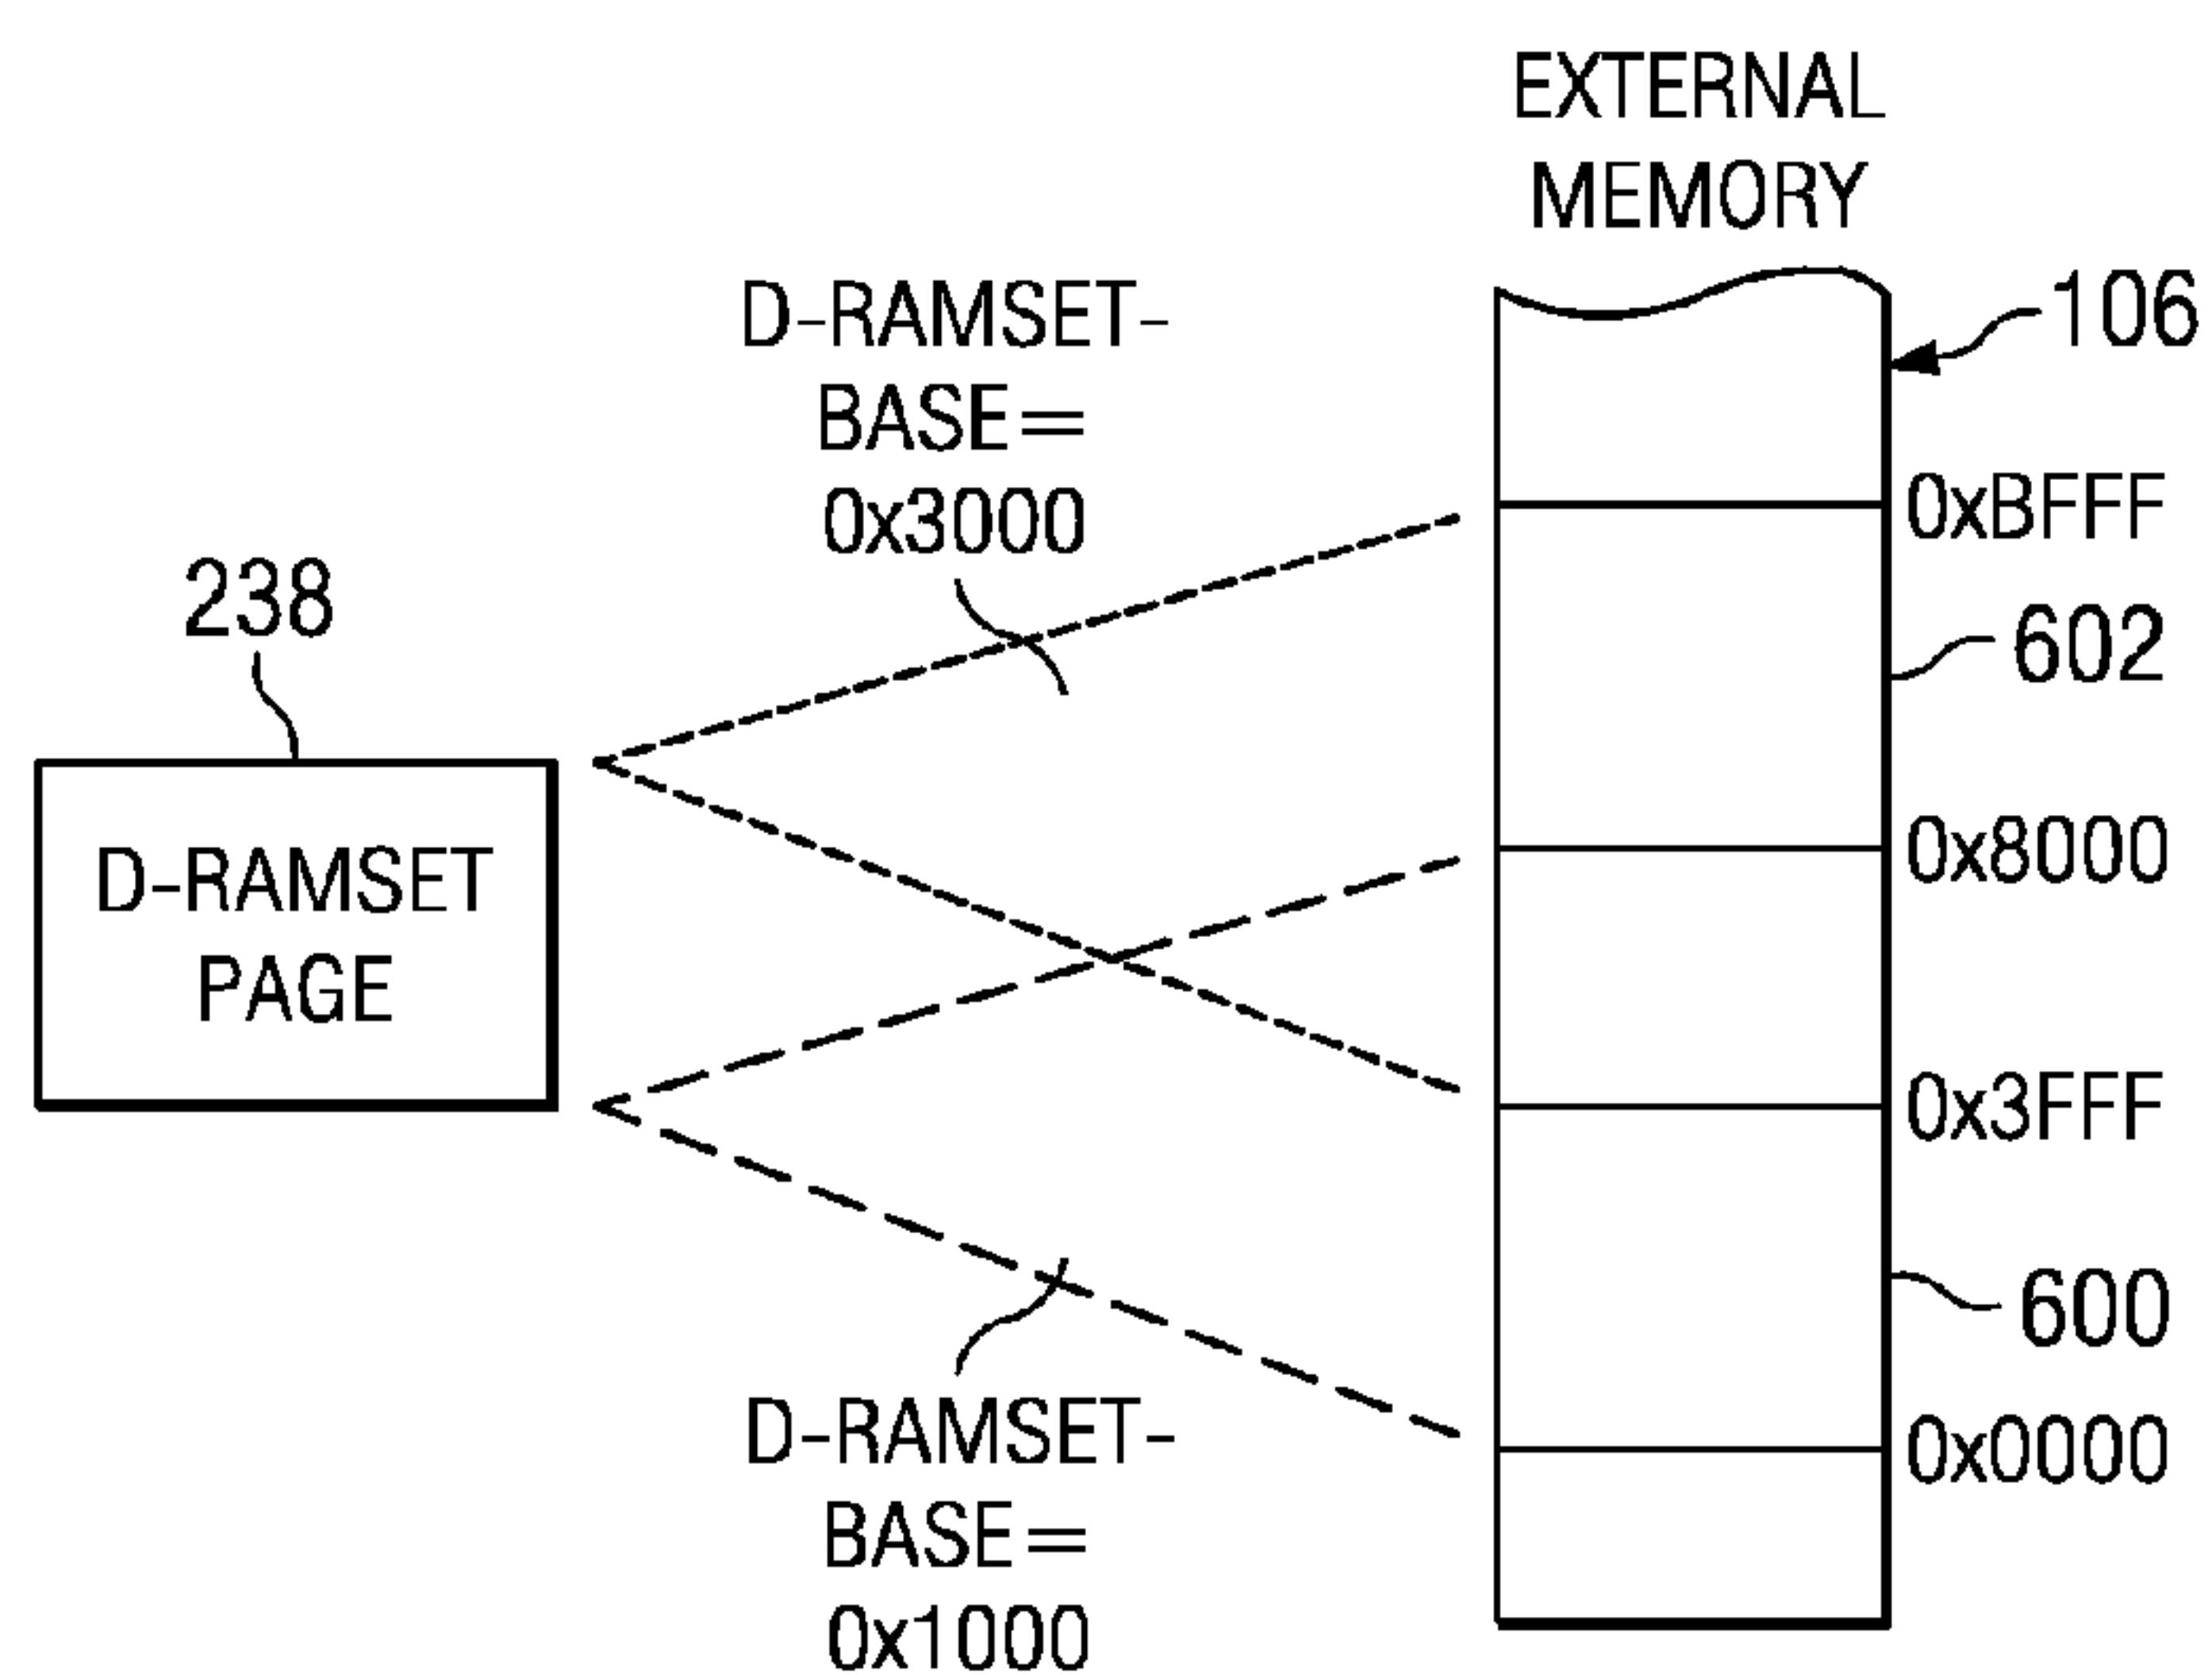 EXTERNAL
MEMORY
106
D-RAMSET-
BASE=
0x3000
0xBFFF
238
602
D-RAMSET
PAGE
0x8000
0x3FFF
600
D-RAMSET-
BASE=
0x1000
0x0000